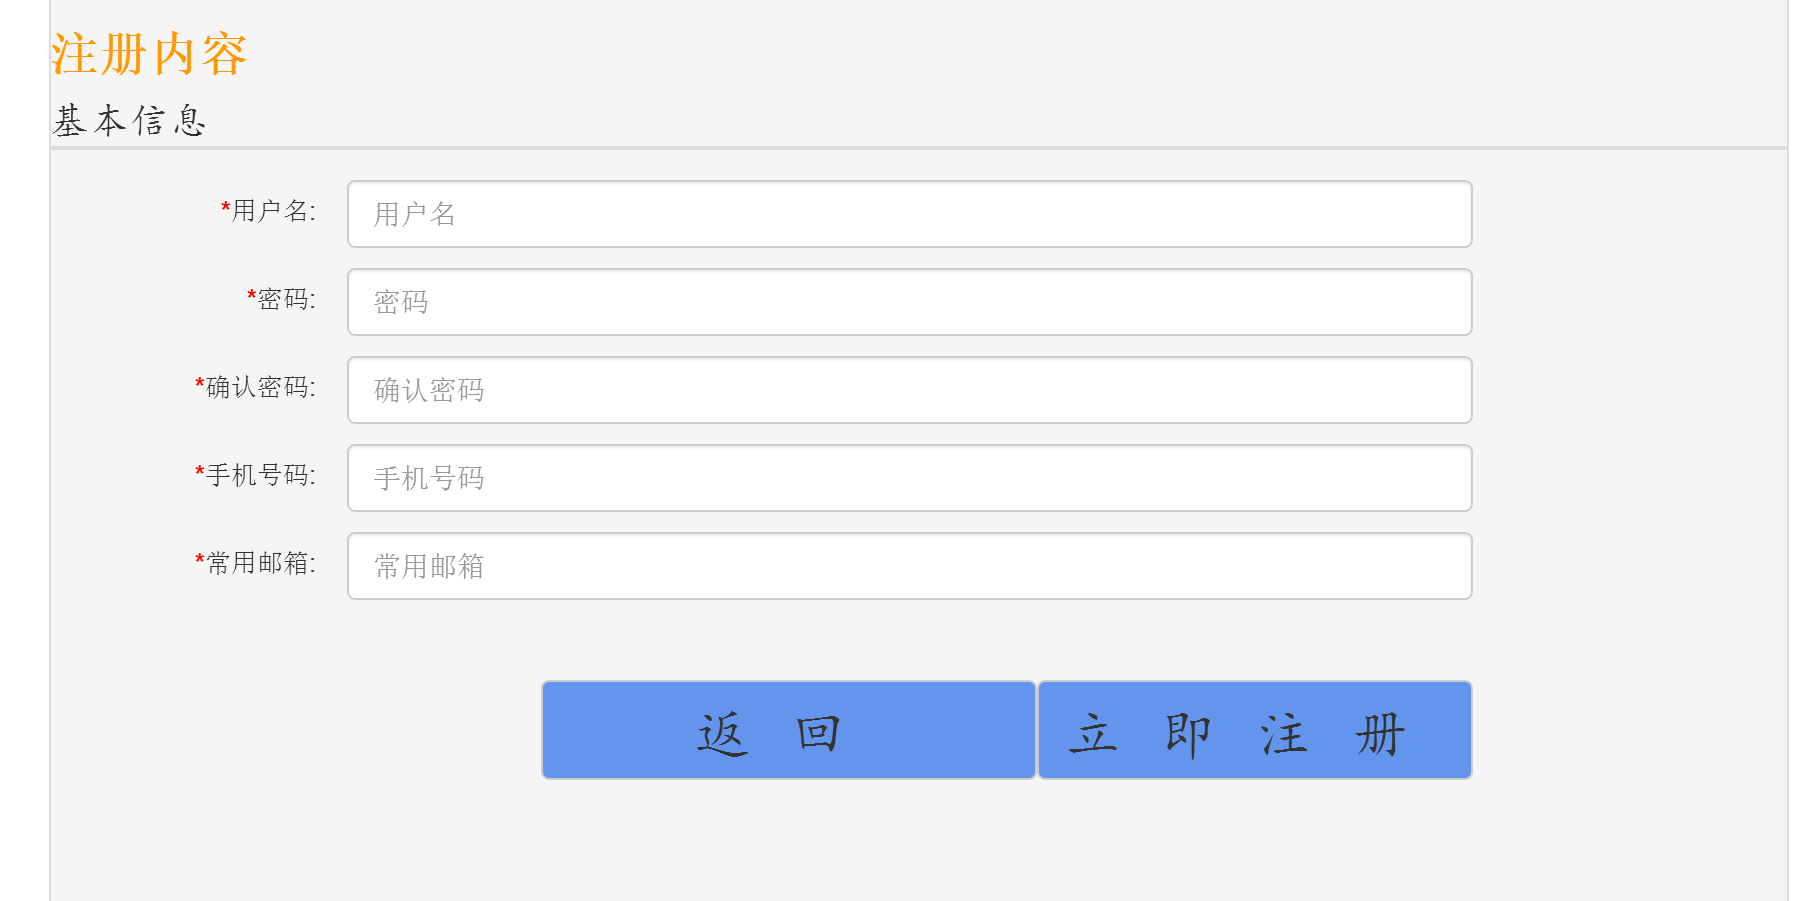 注册内容
基本信息
*用户名: 用户名
*密码: 密码
*确认密码: 确认密码
*手机号码: 手机号码
*常用邮箱: 常用邮箱
返 回 立 即 注 册